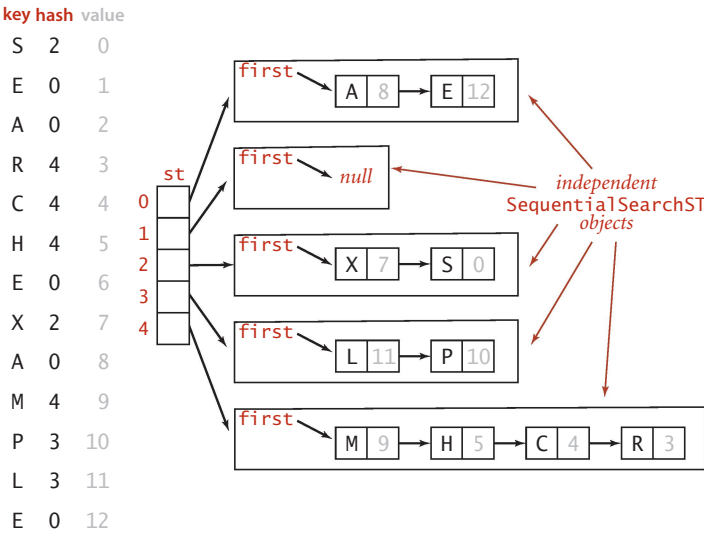 key hash value
S 2 0
E 0 1
A 0 2
R 4 3
C 4 4
H 4 5
E 0 6
X 2 7
A 0 8
M 4 9
P 3 10
L 3 11
E 0 12
st
0
1
2
3
4
first
A 8 E 12
first
null
first
X 7 S 0
first
L 11 P 10
first
M 9 H 5 C 4 R 3
independent
SequentialSearchST
objects